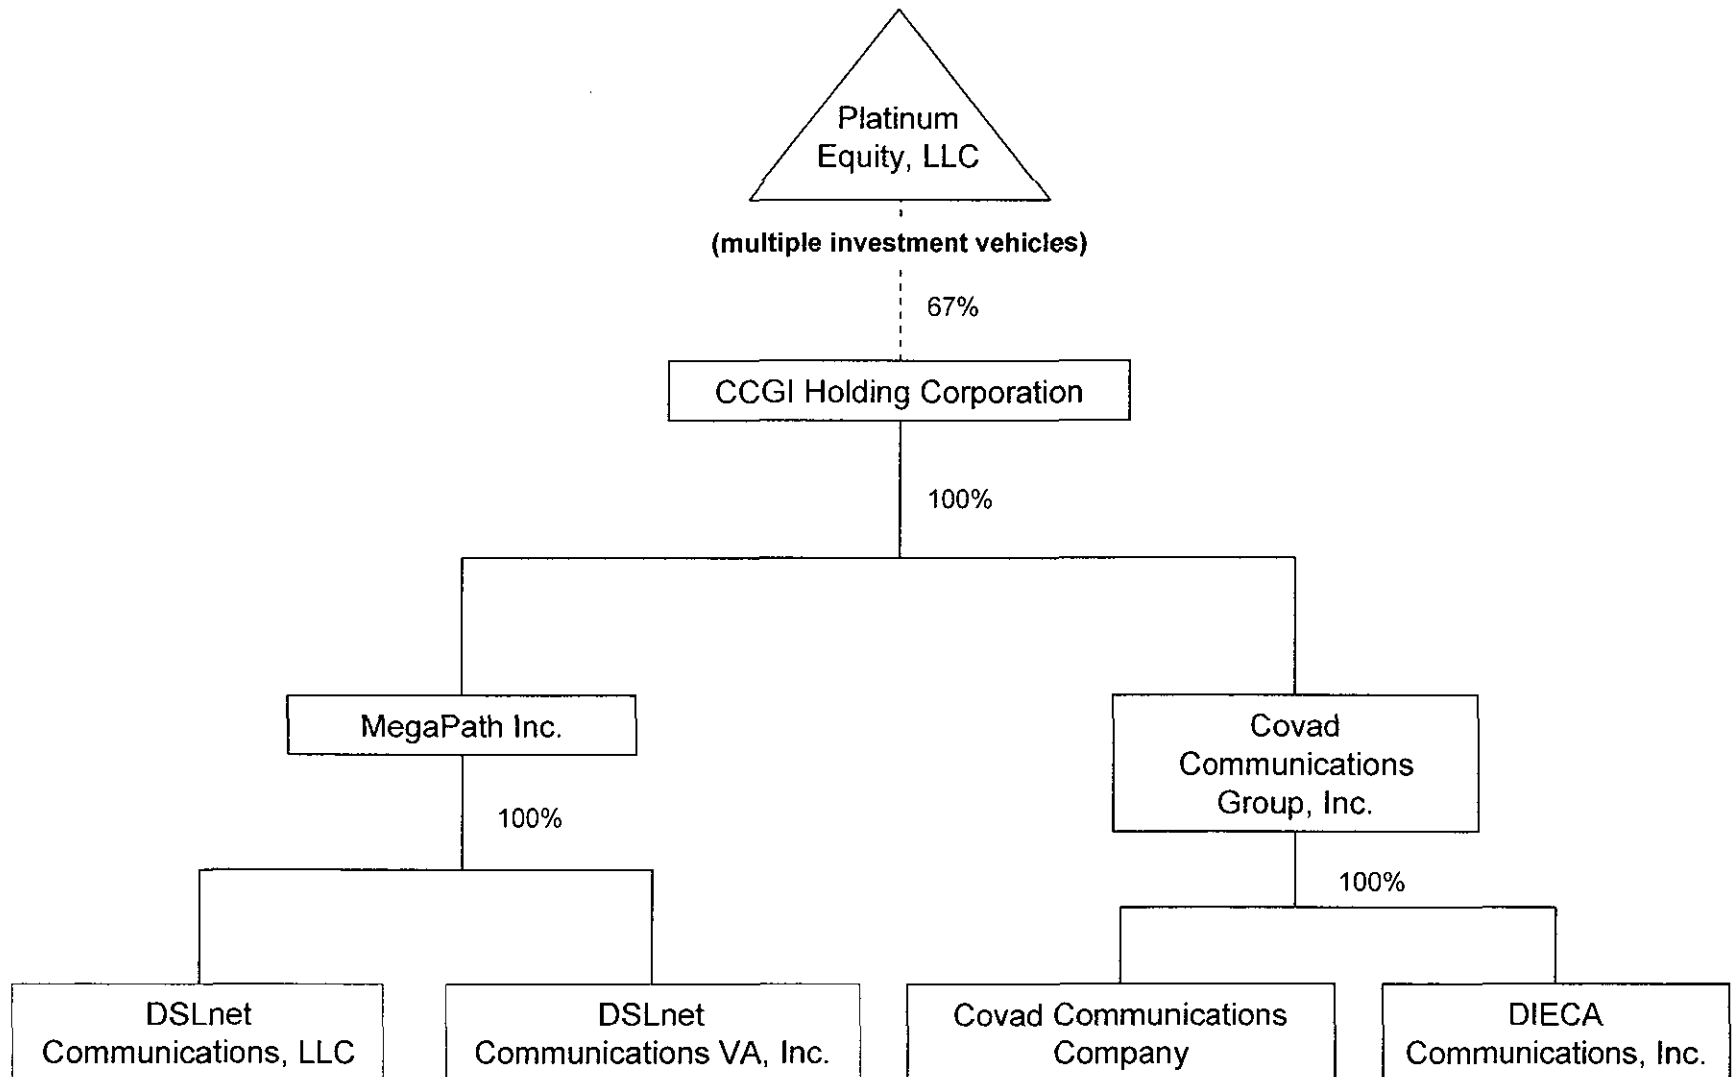 Platinum
Equity, LLC
(multiple investment vehicles)
67%
CCGI Holding Corporation
100%
MegaPath Inc.
Covad
Communications
Group, Inc.
100%
100%
DSLnet
Communications, LLC
DSLnet
Communications VA, Inc.
Covad Communications
Company
DIECA
Communications, Inc.